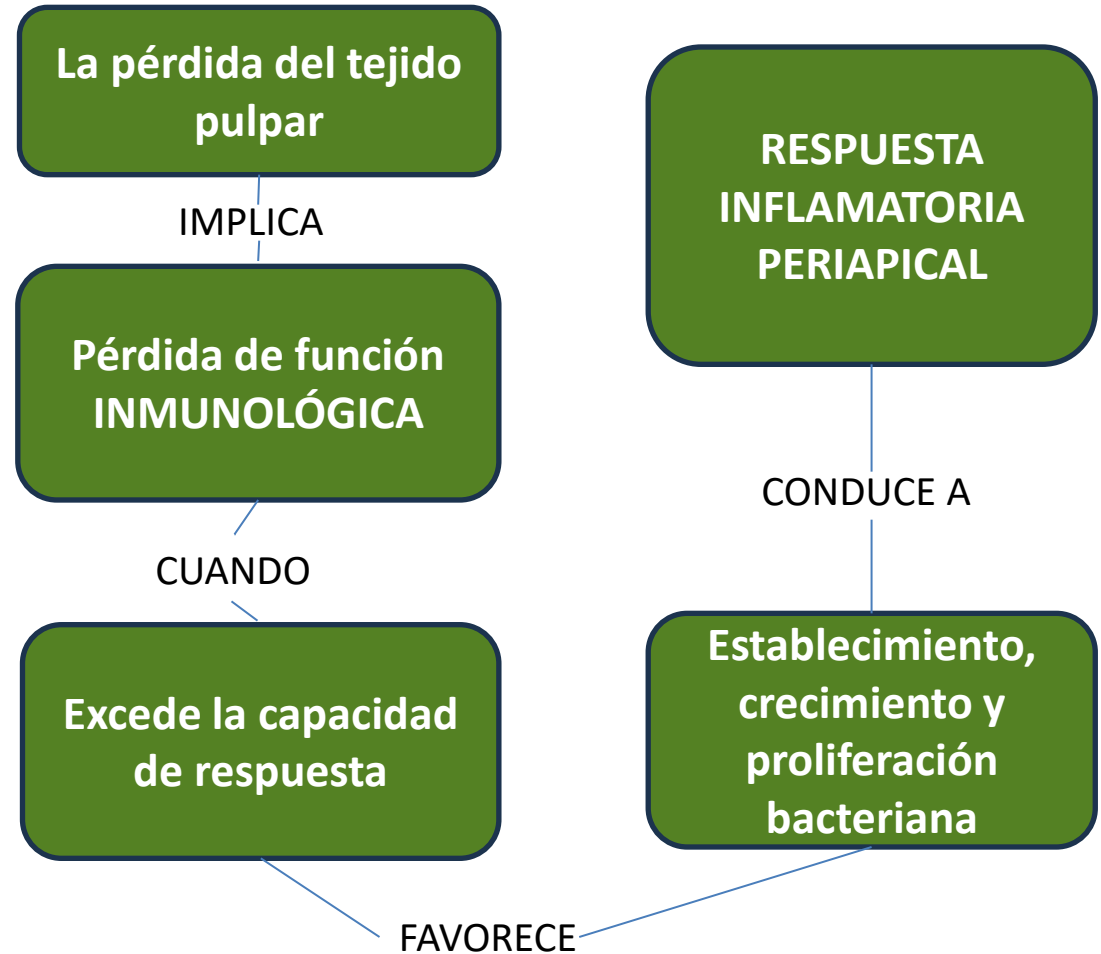 La pérdida del tejido
pulpar
IMPLICA
Pérdida de función
INMUNOLÓGICA
CUANDO
Excede la capacidad
de respuesta
FAVORECE
Establecimiento,
crecimiento y
proliferación
bacteriana
CONDUCE A
RESPUESTA
INFLAMATORIA
PERIAPICAL